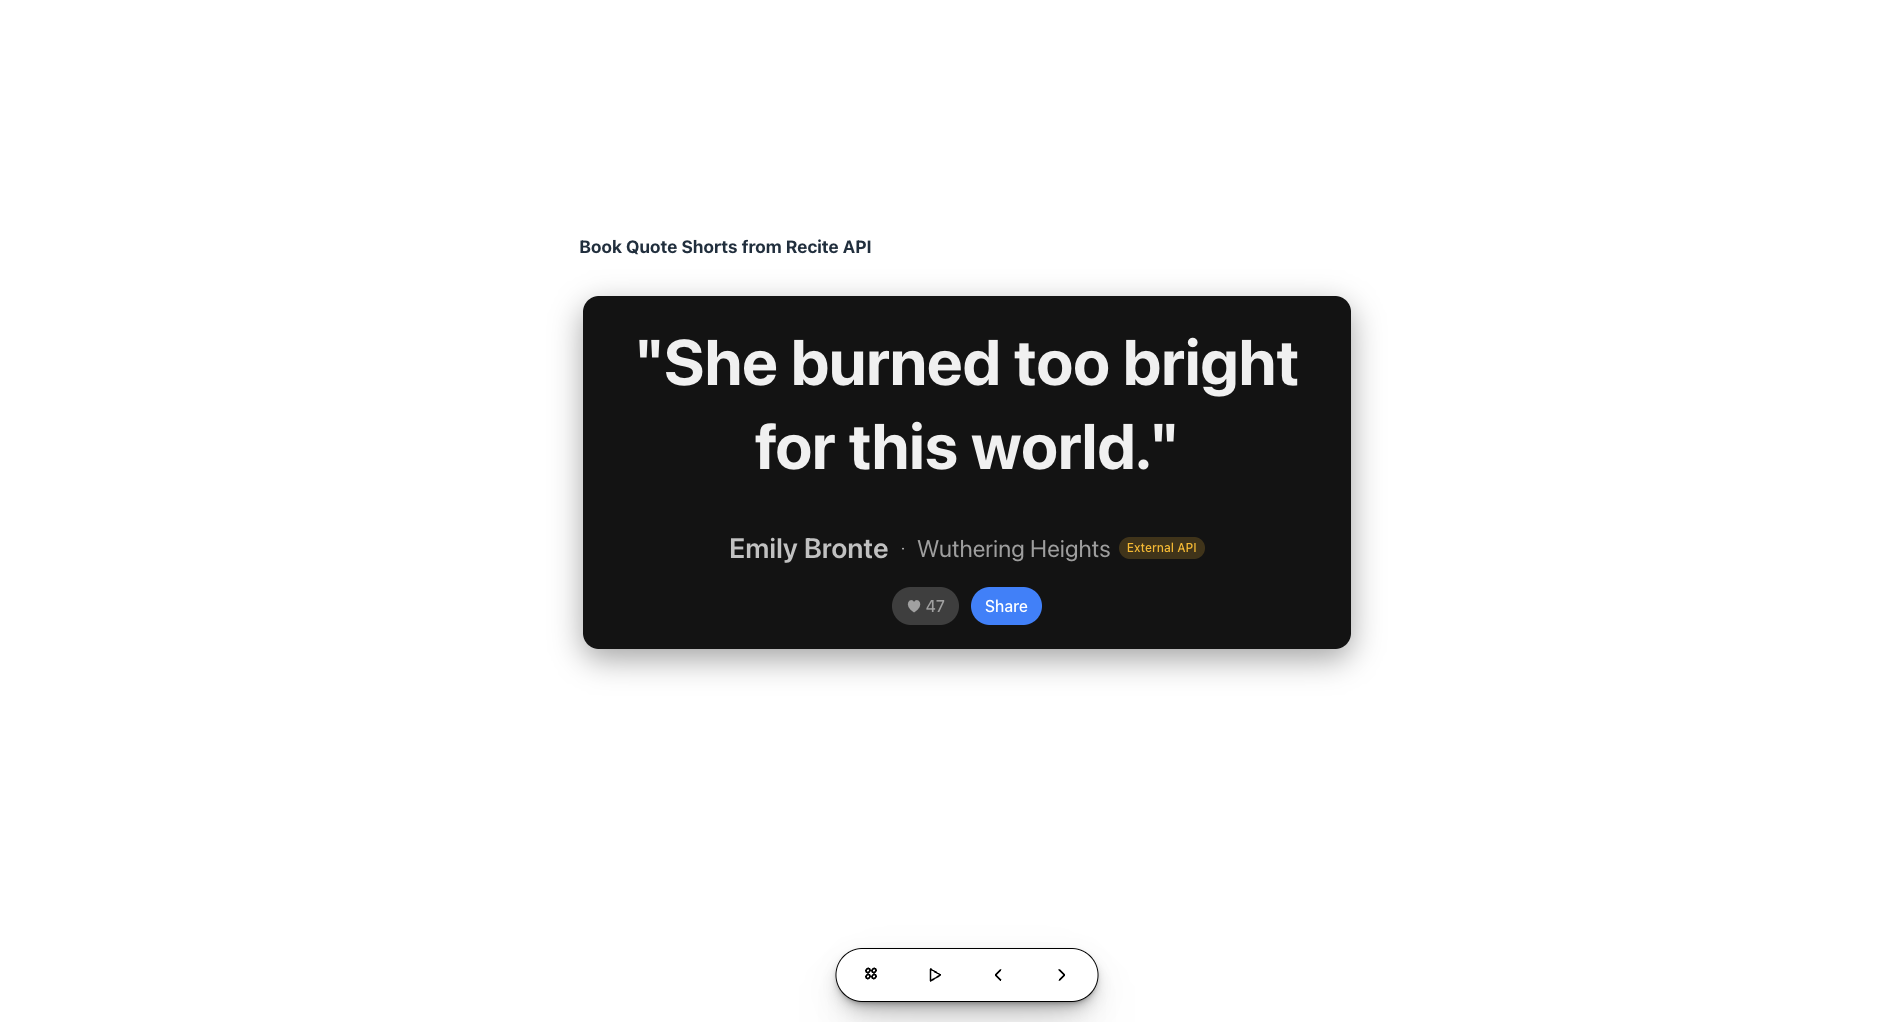 Book Quote Shorts from Recite API
"She burned too bright
for this world."
Emily Bronte · Wuthering Heights External API
47 Share